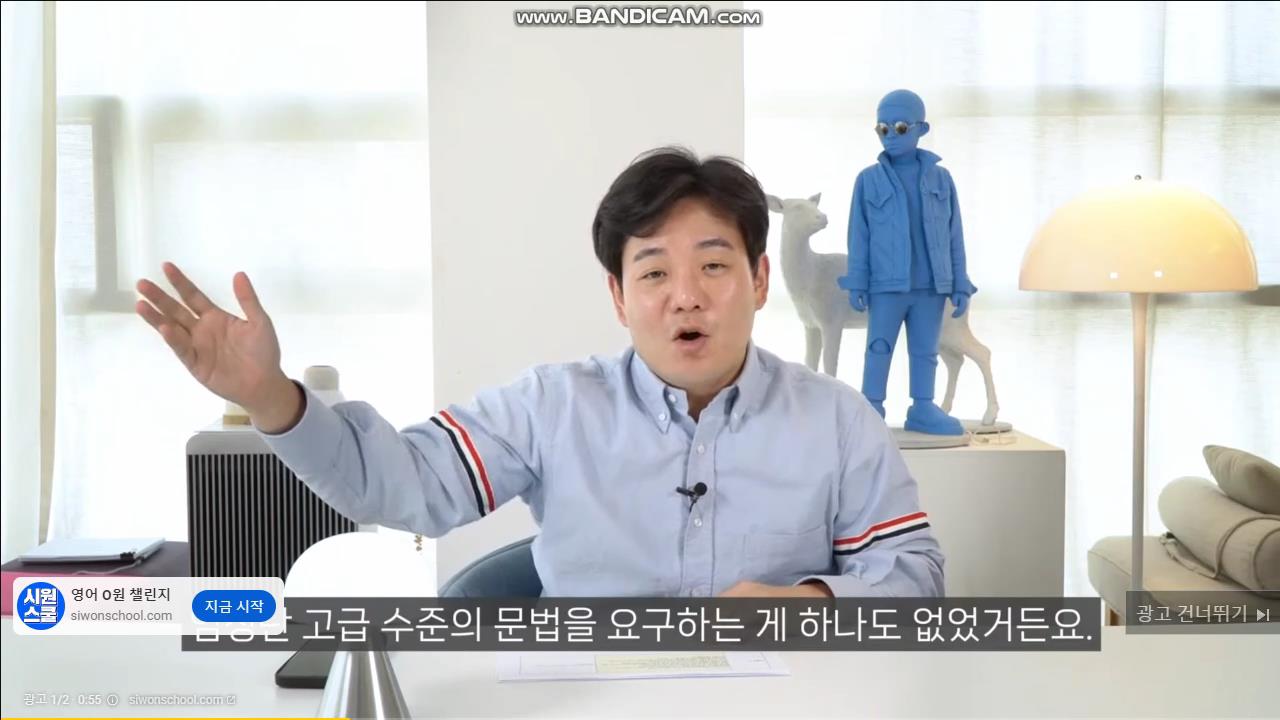 www.BANDICAM.com
시원
스쿨
영어 0원 챌린지
siwonschool.com
지금 시작
고급 수준의 문법을 요구하는 게 하나도 없었거든요.
광고 건너뛰기
광고 1/2 · 0:55
siwonschool.com